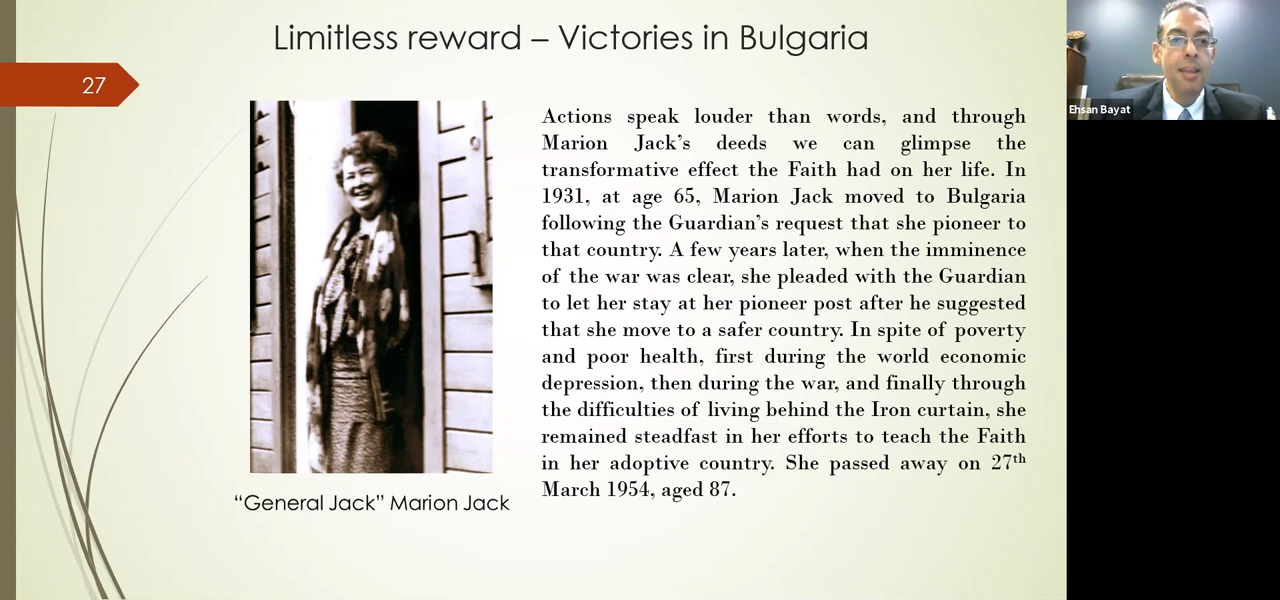 Limitless reward – Victories in Bulgaria
27
Actions speak louder than words, and through
Marion Jack's deeds we can glimpse the
transformative effect the Faith had on her life. In
1931, at age 65, Marion Jack moved to Bulgaria
following the Guardian's request that she pioneer to
that country. A few years later, when the imminence
of the war was clear, she pleaded with the Guardian
to let her stay at her pioneer post after he suggested
that she move to a safer country. In spite of poverty
and poor health, first during the world economic
depression, then during the war, and finally through
the difficulties of living behind the Iron curtain, she
remained steadfast in her efforts to teach the Faith
in her adoptive country. She passed away on 27th
March 1954, aged 87.
“General Jack” Marion Jack
Ehsan Bayat